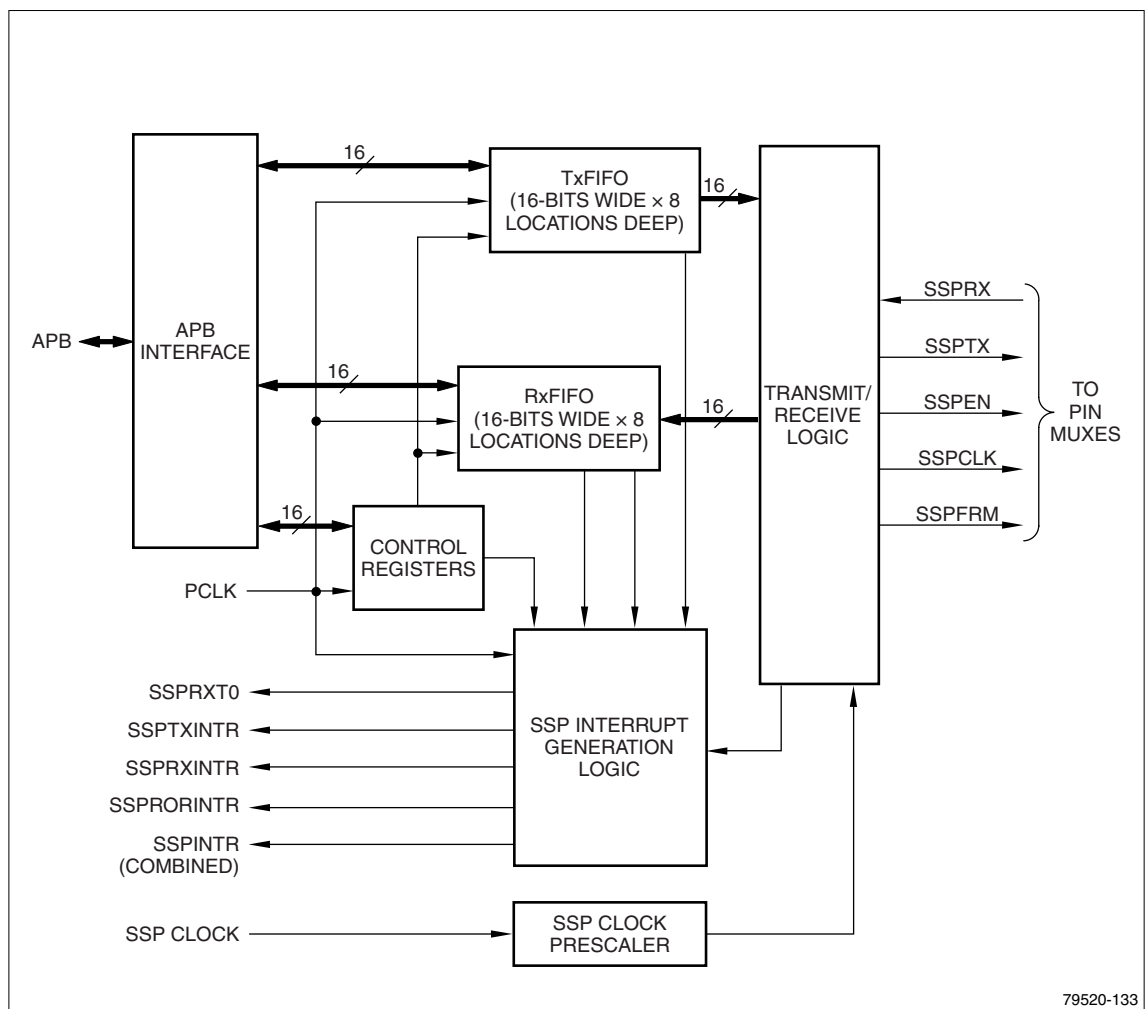 16
TxFIFO
(16-BITS WIDE × 8
LOCATIONS DEEP)
16
SSPRX
APB
APB
INTERFACE
SSPTX
16
RxFIFO
(16-BITS WIDE × 8
LOCATIONS DEEP)
16
TRANSMIT/
RECEIVE
LOGIC
SSPEN
TO
PIN
MUXES
SSPCLK
SSPFRM
16
CONTROL
REGISTERS
PCLK
SSPRXT0
SSPTXINTR
SSPRXINTR
SSPRORINTR
SSPINTR
(COMBINED)
SSP INTERRUPT
GENERATION
LOGIC
SSP CLOCK
SSP CLOCK
PRESCALER
79520-133